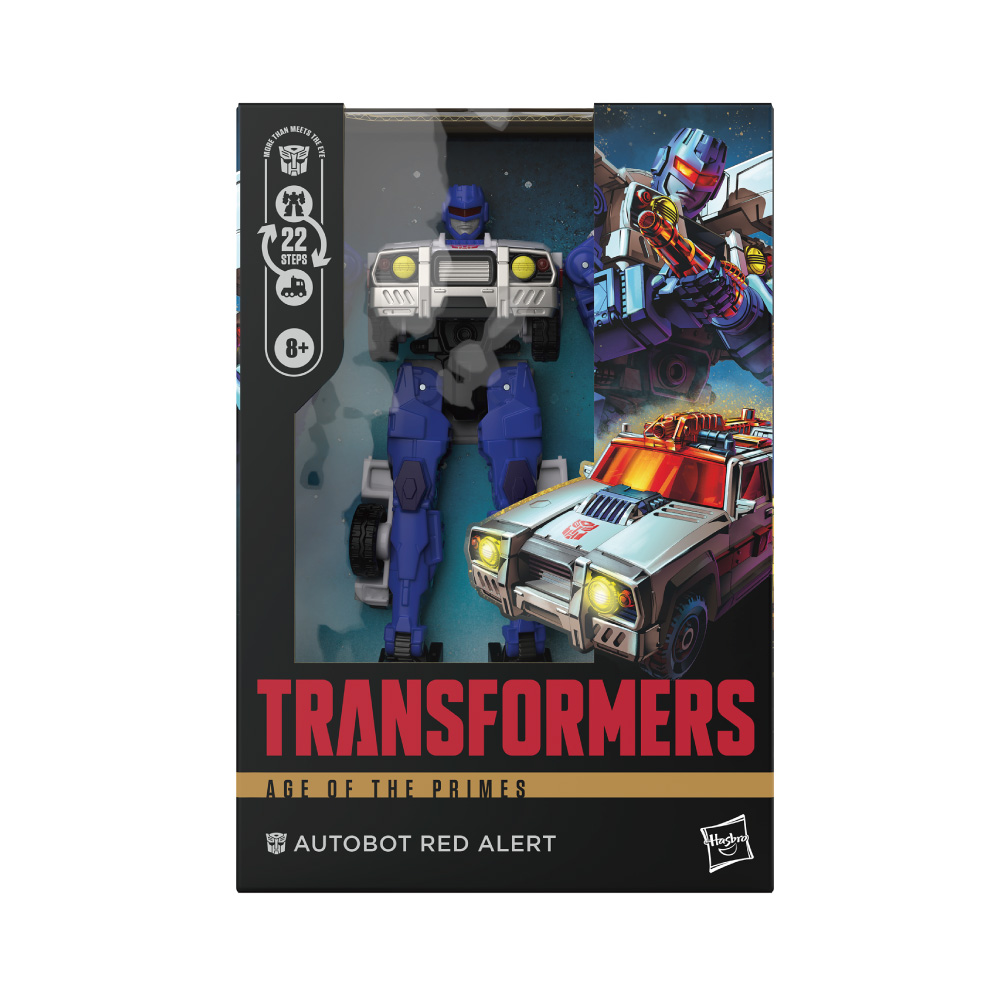 MORE THAN MEETS THE EYE
22
STEPS
8+
TRANSFORMERS
AGE OF THE PRIMES
AUTOBOT RED ALERT
Hasbro